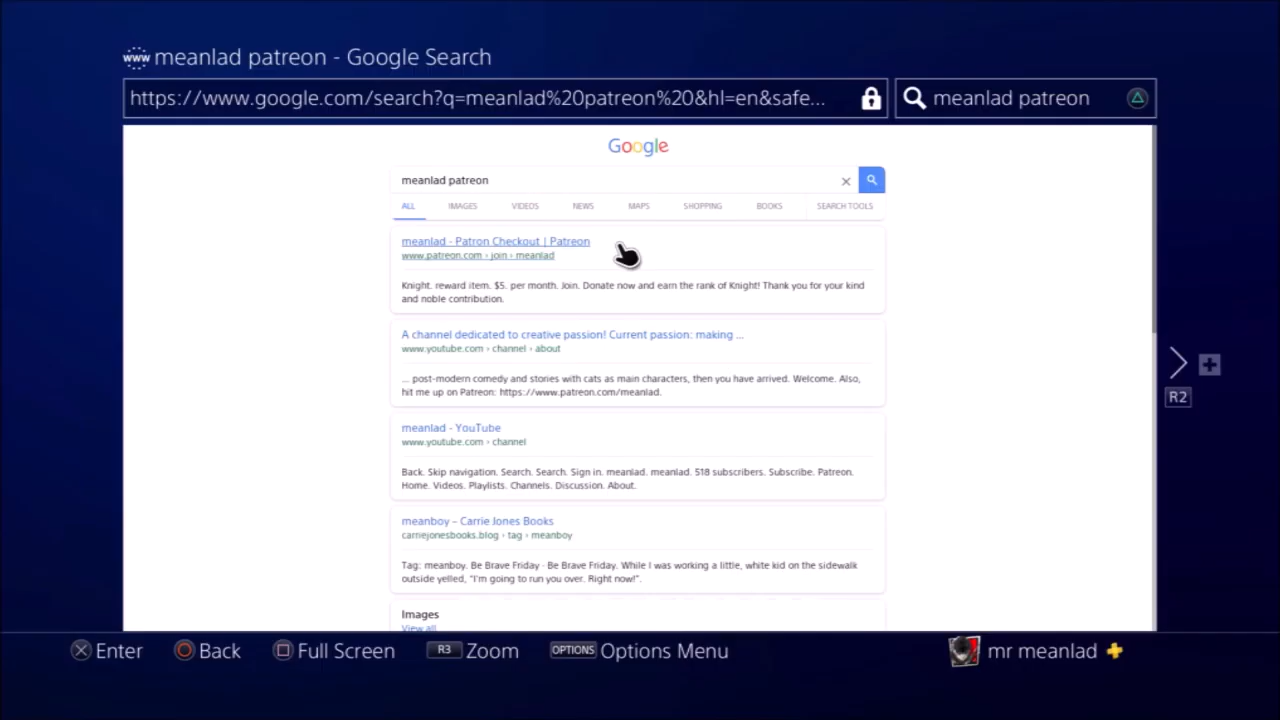 www meanlad patreon - Google Search
https://www.google.com/search?q=meanlad%20patreon%20&hl=en&safe...
meanlad patreon
Google
meanlad patreon
ALL IMAGES VIDEOS NEWS MAPS SHOPPING BOOKS SEARCH TOOLS
meanlad - Patron Checkout | Patreon
www.patreon.com › join › meanlad
Knight. reward item. $5. per month. Join. Donate now and earn the rank of Knight! Thank you for your kind
and noble contribution.
A channel dedicated to creative passion! Current passion: making ...
www.youtube.com › channel › about
... post-modern comedy and stories with cats as main characters, then you have arrived. Welcome. Also,
hit me up on Patreon: https://www.patreon.com/meanlad.
meanlad - YouTube
www.youtube.com › channel
Back. Skip navigation. Search. Search. Sign in. meanlad. meanlad. 518 subscribers. Subscribe. Patreon.
Home. Videos. Playlists. Channels. Discussion. About.
meanboy – Carrie Jones Books
carriejonesbooks.blog › tag › meanboy
Tag: meanboy. Be Brave Friday · Be Brave Friday. While I was working a little, white kid on the sidewalk
outside yelled, "I'm going to run you over. Right now!".
Images
View all
R2
Enter Back Full Screen R3 Zoom OPTIONS Options Menu mr meanlad